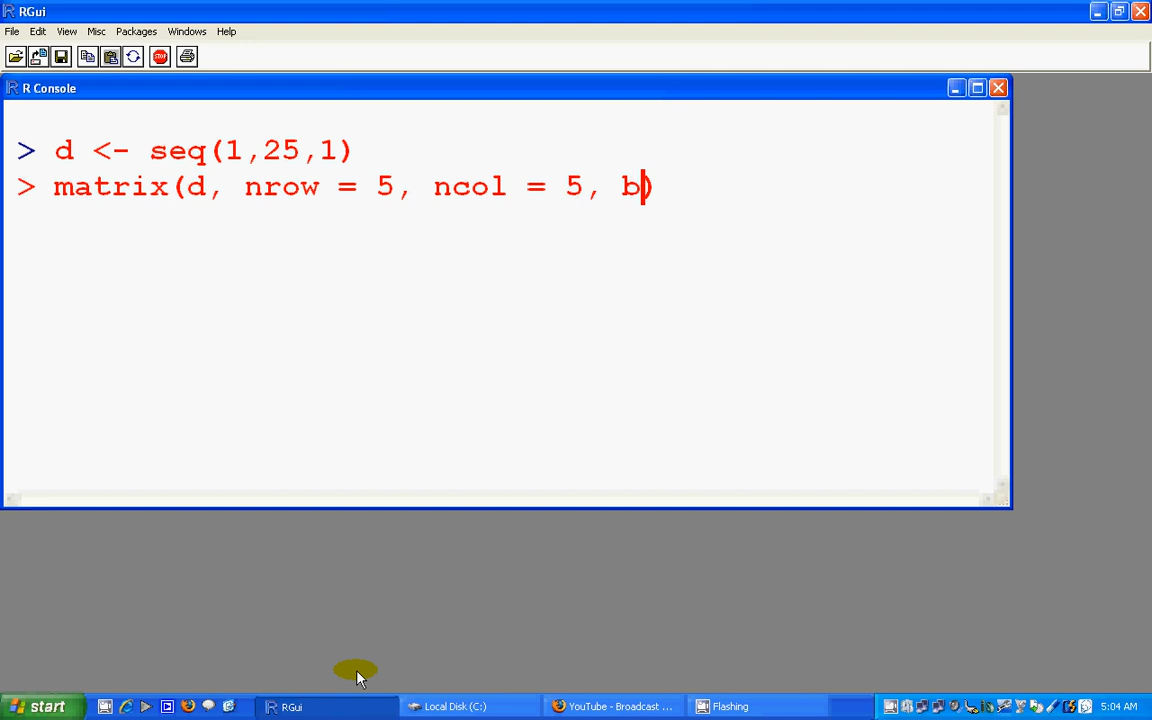 RGui
File Edit View Misc Packages Windows Help
STOP
R R Console
> d <- seq(1,25,1)
> matrix(d, nrow = 5, ncol = 5, b)
start RGui Local Disk (C:) YouTube - Broadcast ... Flashing 5:04 AM